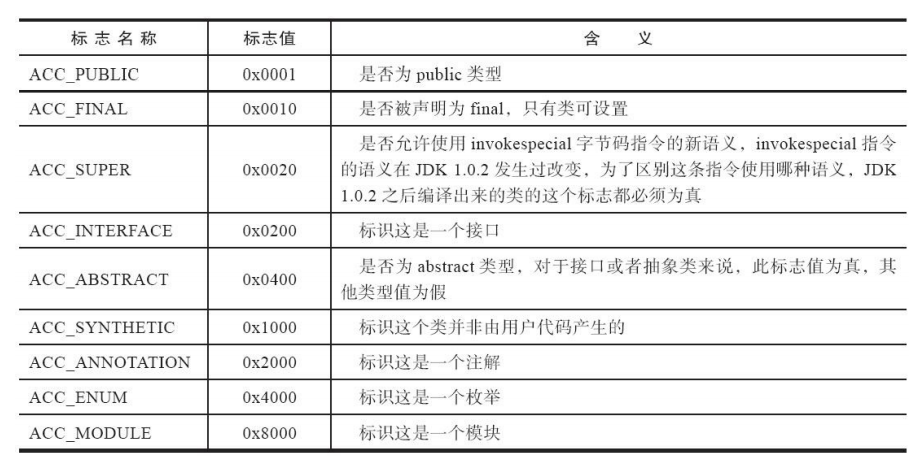 标志名称 标志值 含 义
ACC_PUBLIC 0x0001 是否为 public 类型
ACC_FINAL 0x0010 是否被声明为 final，只有类可设置
是否允许使用 invokespecial 字节码指令的新语义，invokespecial 指令
ACC_SUPER 0x0020 的语义在 JDK 1.0.2 发生过改变，为了区别这条指令使用哪种语义，JDK
1.0.2 之后编译出来的类的这个标志都必须为真
ACC_INTERFACE 0x0200 标识这是一个接口
ACC_ABSTRACT 0x0400 是否为 abstract 类型，对于接口或者抽象类来说，此标志值为真，其
他类型值为假
ACC_SYNTHETIC 0x1000 标识这个类并非由用户代码产生的
ACC_ANNOTATION 0x2000 标识这是一个注解
ACC_ENUM 0x4000 标识这是一个枚举
ACC_MODULE 0x8000 标识这是一个模块